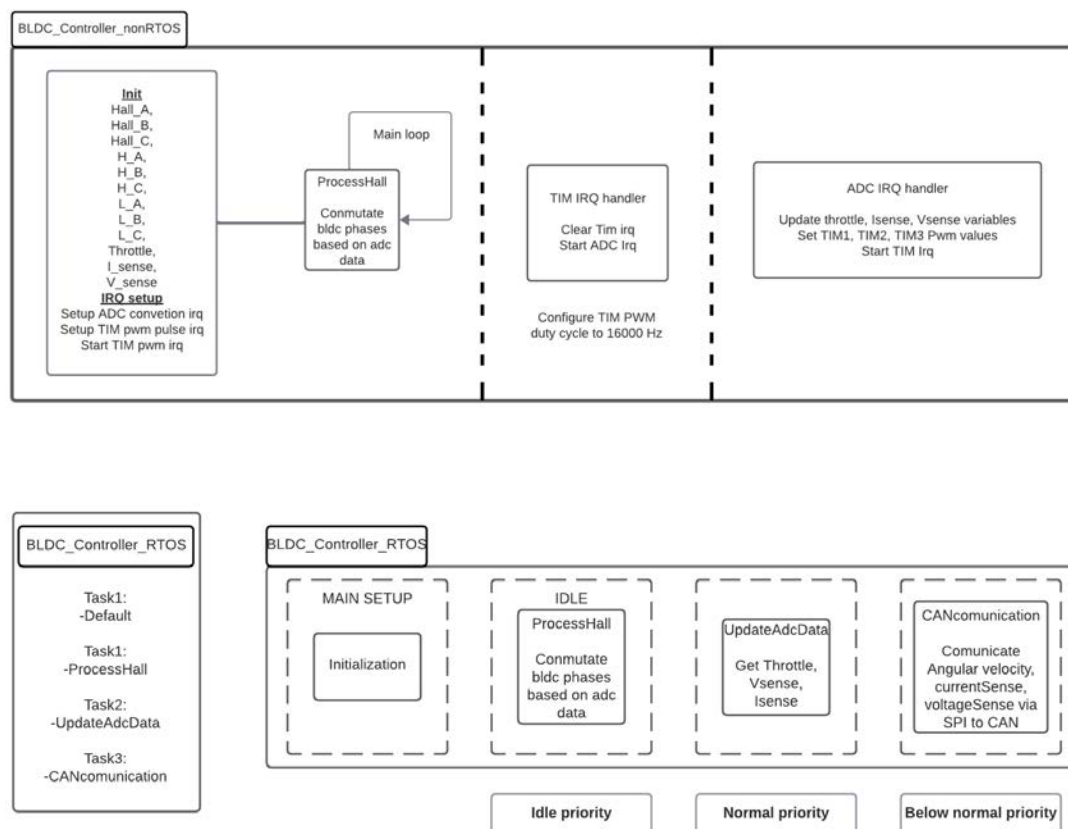 BLDC_Controller_nonRTOS
Init
Hall_A,
Hall_B,
Hall_C,
H_A,
H_B,
H_C,
L_A,
L_B,
L_C,
Throttle,
I_sense,
V_sense
IRQ setup
Setup ADC convetion irq
Setup TIM pwm pulse irq
Start TIM pwm irq
Main loop
ProcessHall
Conmutate
bldc phases
based on adc
data
TIM IRQ handler
Clear Tim irq
Start ADC Irq
Configure TIM PWM
duty cycle to 16000 Hz
ADC IRQ handler
Update throttle, Isense, Vsense variables
Set TIM1, TIM2, TIM3 Pwm values
Start TIM Irq
BLDC_Controller_RTOS
Task1:
-Default
Task1:
-ProcessHall
Task2:
-UpdateAdcData
Task3:
-CANcomunication
BLDC_Controller_RTOS
MAIN SETUP
Initialization
IDLE
ProcessHall
Conmutate
bldc phases
based on adc
data
UpdateAdcData
Get Throttle,
Vsense,
Isense
CANcomunication
Comunicate
Angular velocity,
currentSense,
voltageSense via
SPI to CAN
Idle priority
Normal priority
Below normal priority